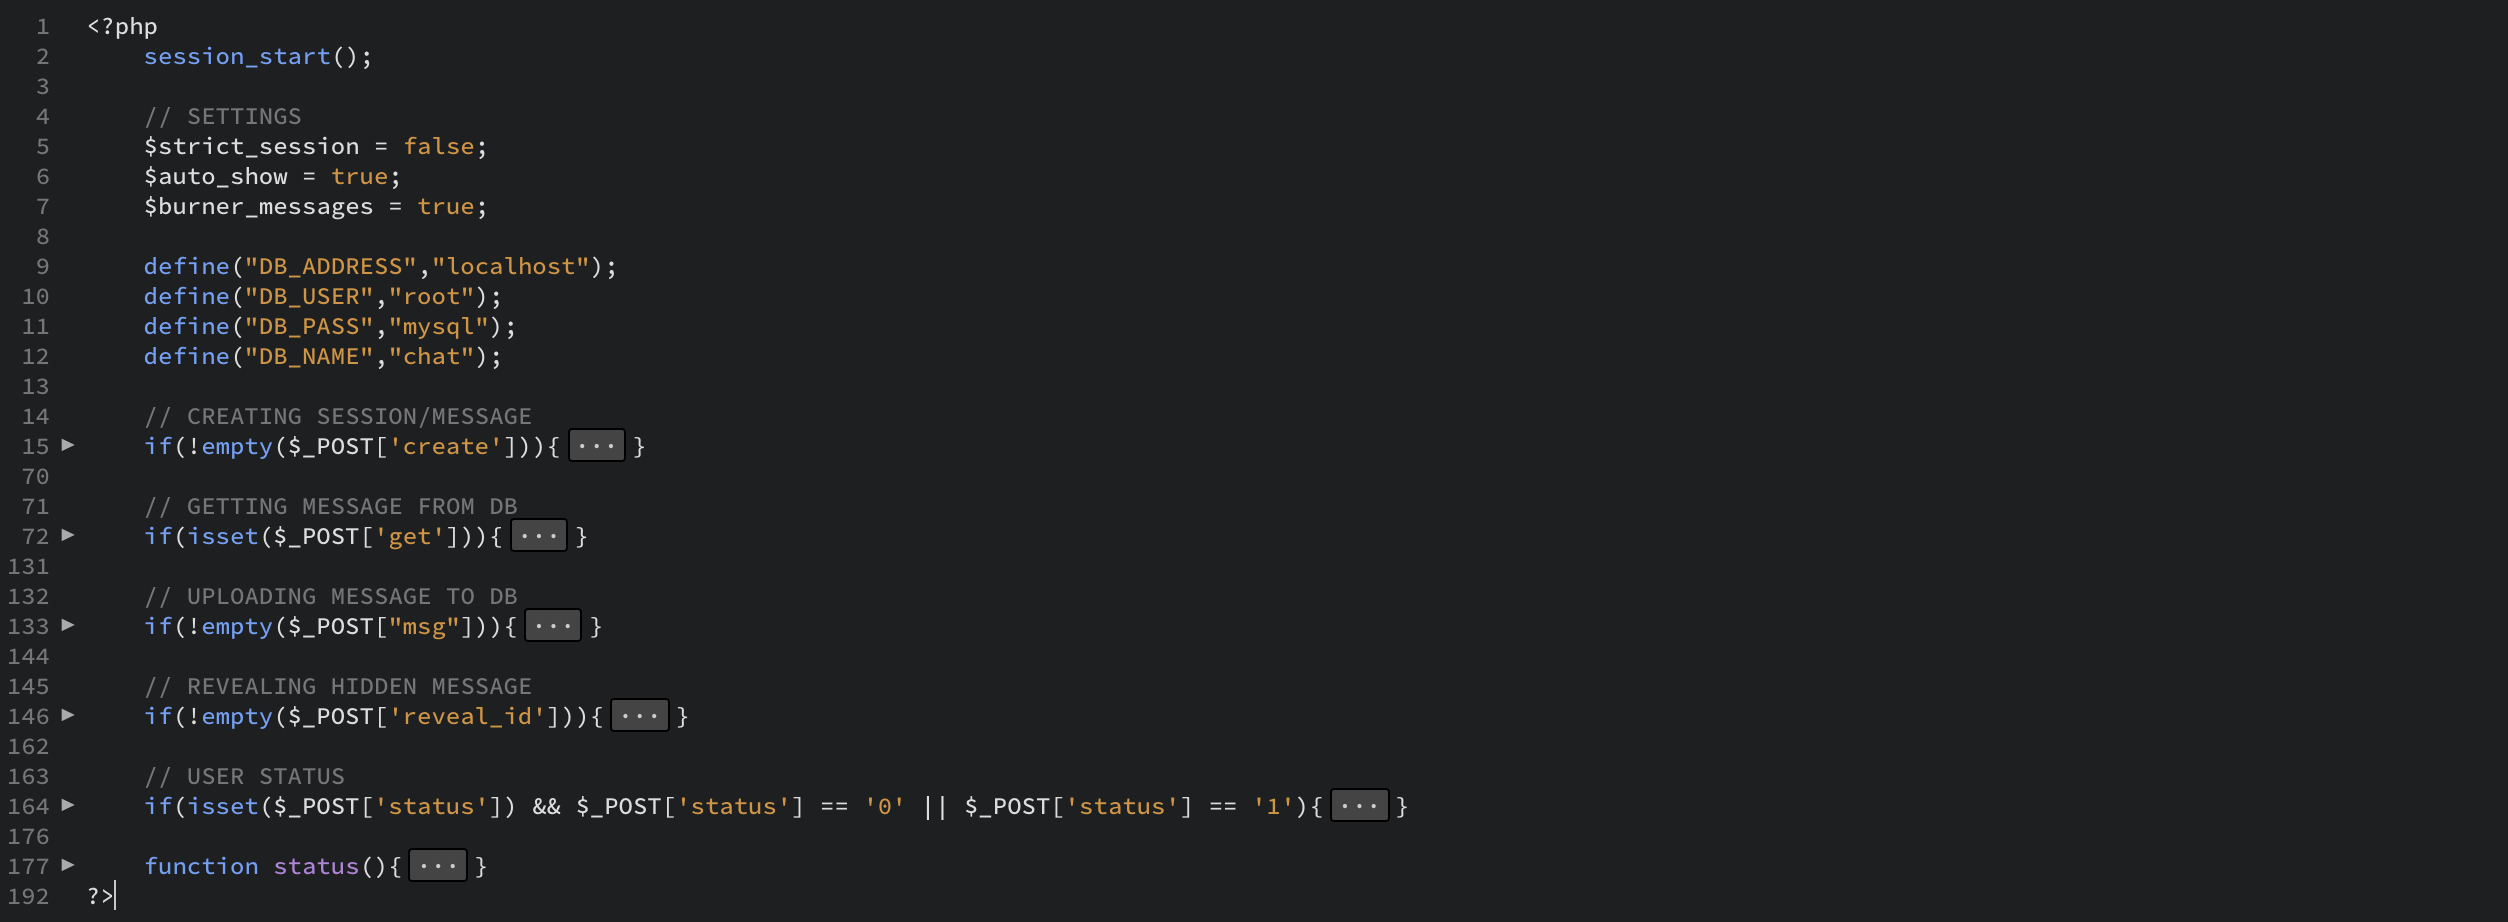 1 <?php
2 session_start();
3
4 // SETTINGS
5 $strict_session = false;
6 $auto_show = true;
7 $burner_messages = true;
8
9 define("DB_ADDRESS","localhost");
10 define("DB_USER","root");
11 define("DB_PASS","mysql");
12 define("DB_NAME","chat");
13
14 // CREATING SESSION/MESSAGE
15 if(!empty($_POST['create'])){ ... }
70
71 // GETTING MESSAGE FROM DB
72 if(isset($_POST['get'])){ ... }
131
132 // UPLOADING MESSAGE TO DB
133 if(!empty($_POST["msg"])){ ... }
144
145 // REVEALING HIDDEN MESSAGE
146 if(!empty($_POST['reveal_id'])){ ... }
162
163 // USER STATUS
164 if(isset($_POST['status']) && $_POST['status'] == '0' || $_POST['status'] == '1'){ ... }
176
177 function status(){ ... }
192 ?>